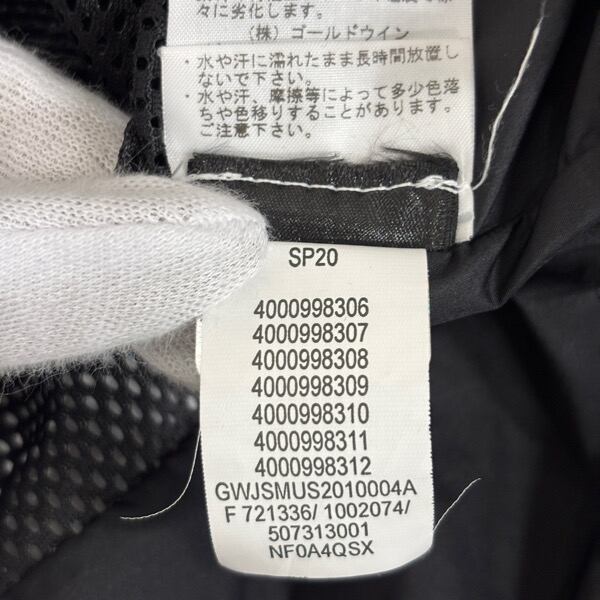 々に劣化します。
(株) ゴールドウイン
・水や汗に濡れたまま長時間放置し
ないで下さい。
・水や汗、摩擦等によって多少色落
ちや色移りすることがあります。
ご注意下さい。
SP20
4000998306
4000998307
4000998308
4000998309
4000998310
4000998311
4000998312
GWJSMUS2010004A
F 721336/ 1002074/
507313001
NF0A4QSX